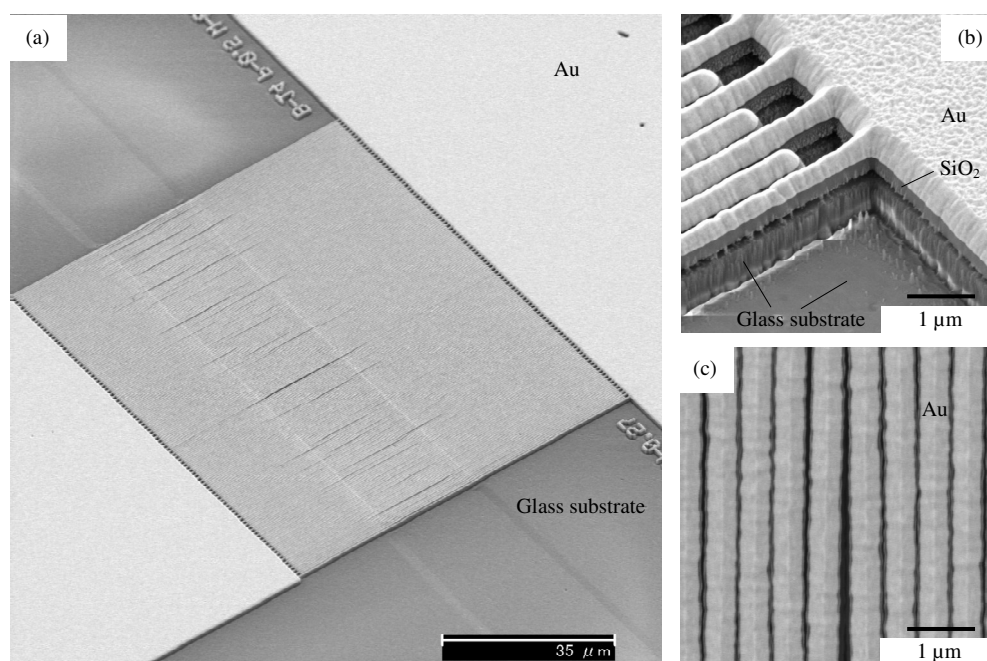 (a)
Au
Glass substrate
35 μm
(b)
Au
SiO₂
Glass substrate
1 µm
(c)
Au
1 µm